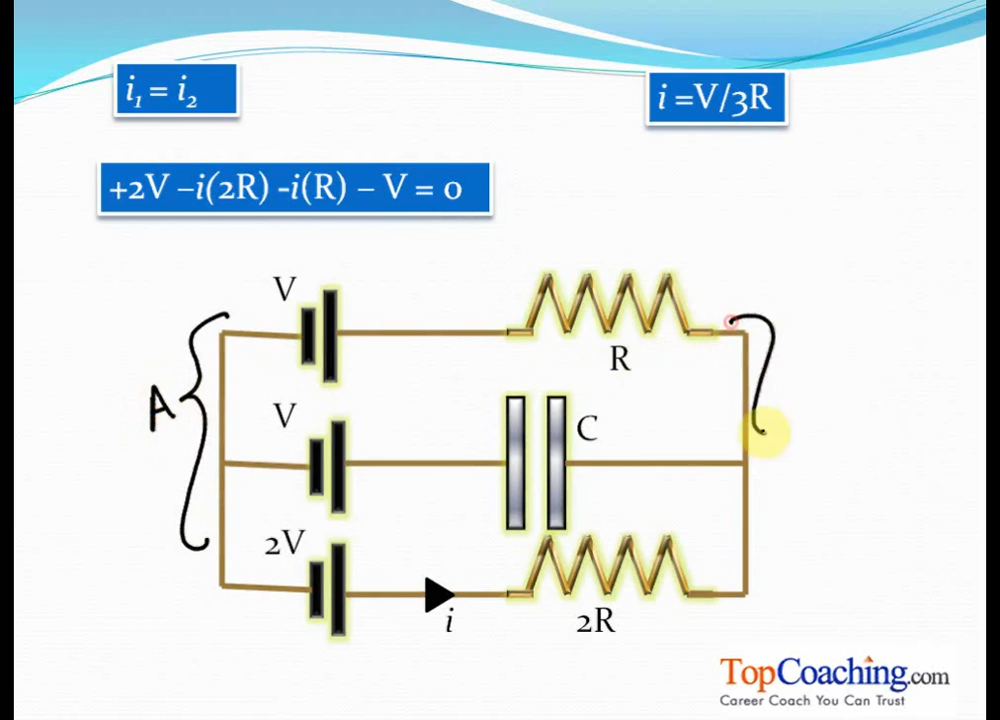 i₁ = i₂
i =V/3R
+2V –i(2R) -i(R) – V = 0
V
R
A
V
C
2V
i
2R
TopCoaching.com
Career Coach You Can Trust